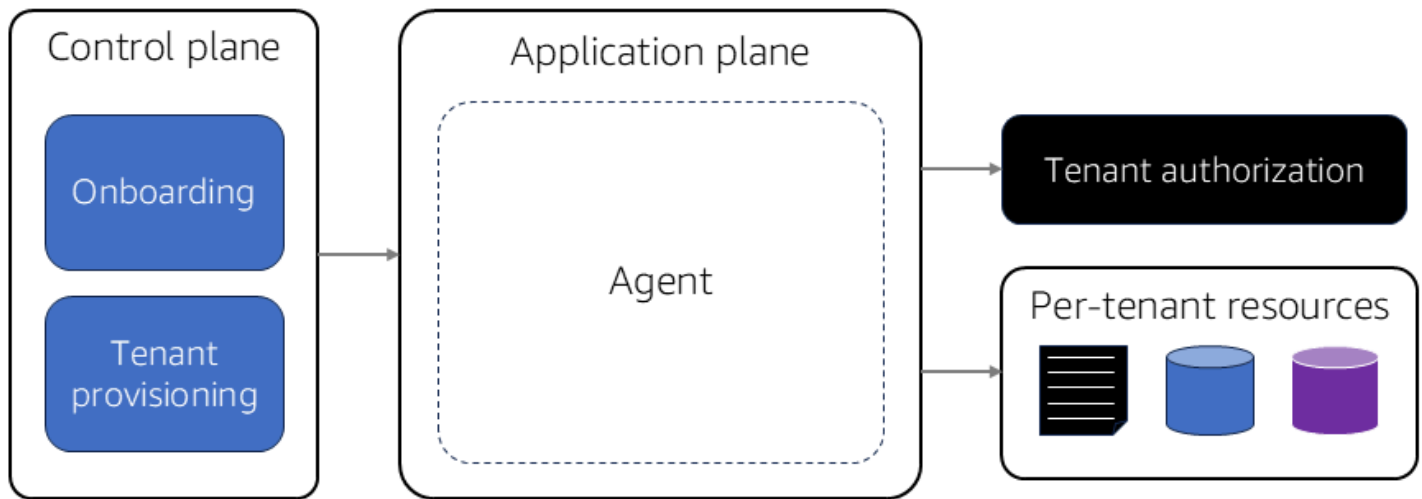 Control plane
Onboarding
Tenant
provisioning
Application plane
Agent
Tenant authorization
Per-tenant resources